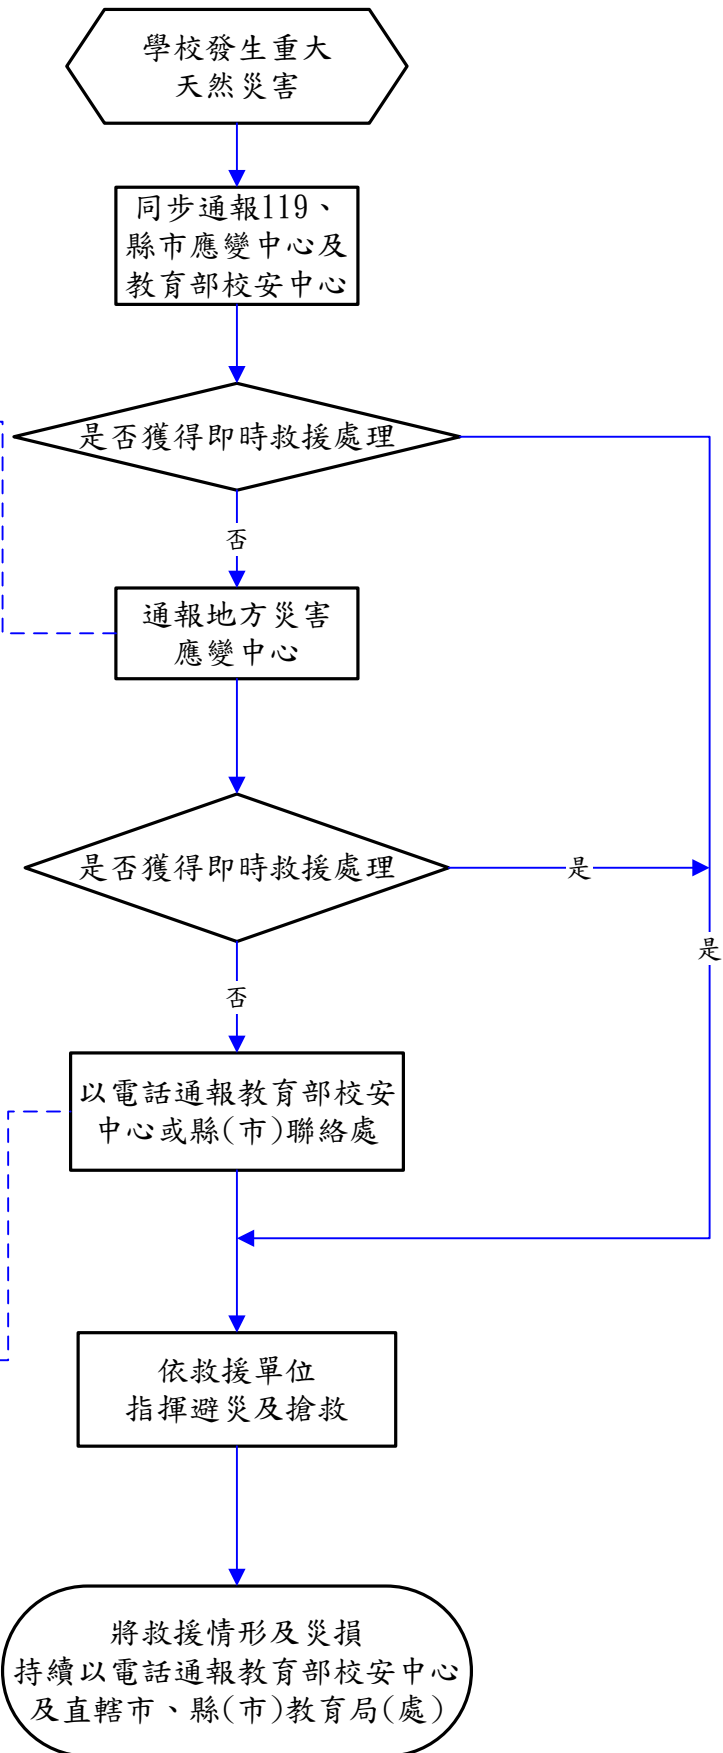 學校發生重大
天然災害
同步通報119、
縣市應變中心及
教育部校安中心
是否獲得即時救援處理
否
通報地方災害
應變中心
是否獲得即時救援處理
是
是
否
以電話通報教育部校安
中心或縣(市)聯絡處
依救援單位
指揮避災及搶救
將救援情形及災損
持續以電話通報教育部校安中心
及直轄市、縣(市)教育局(處)